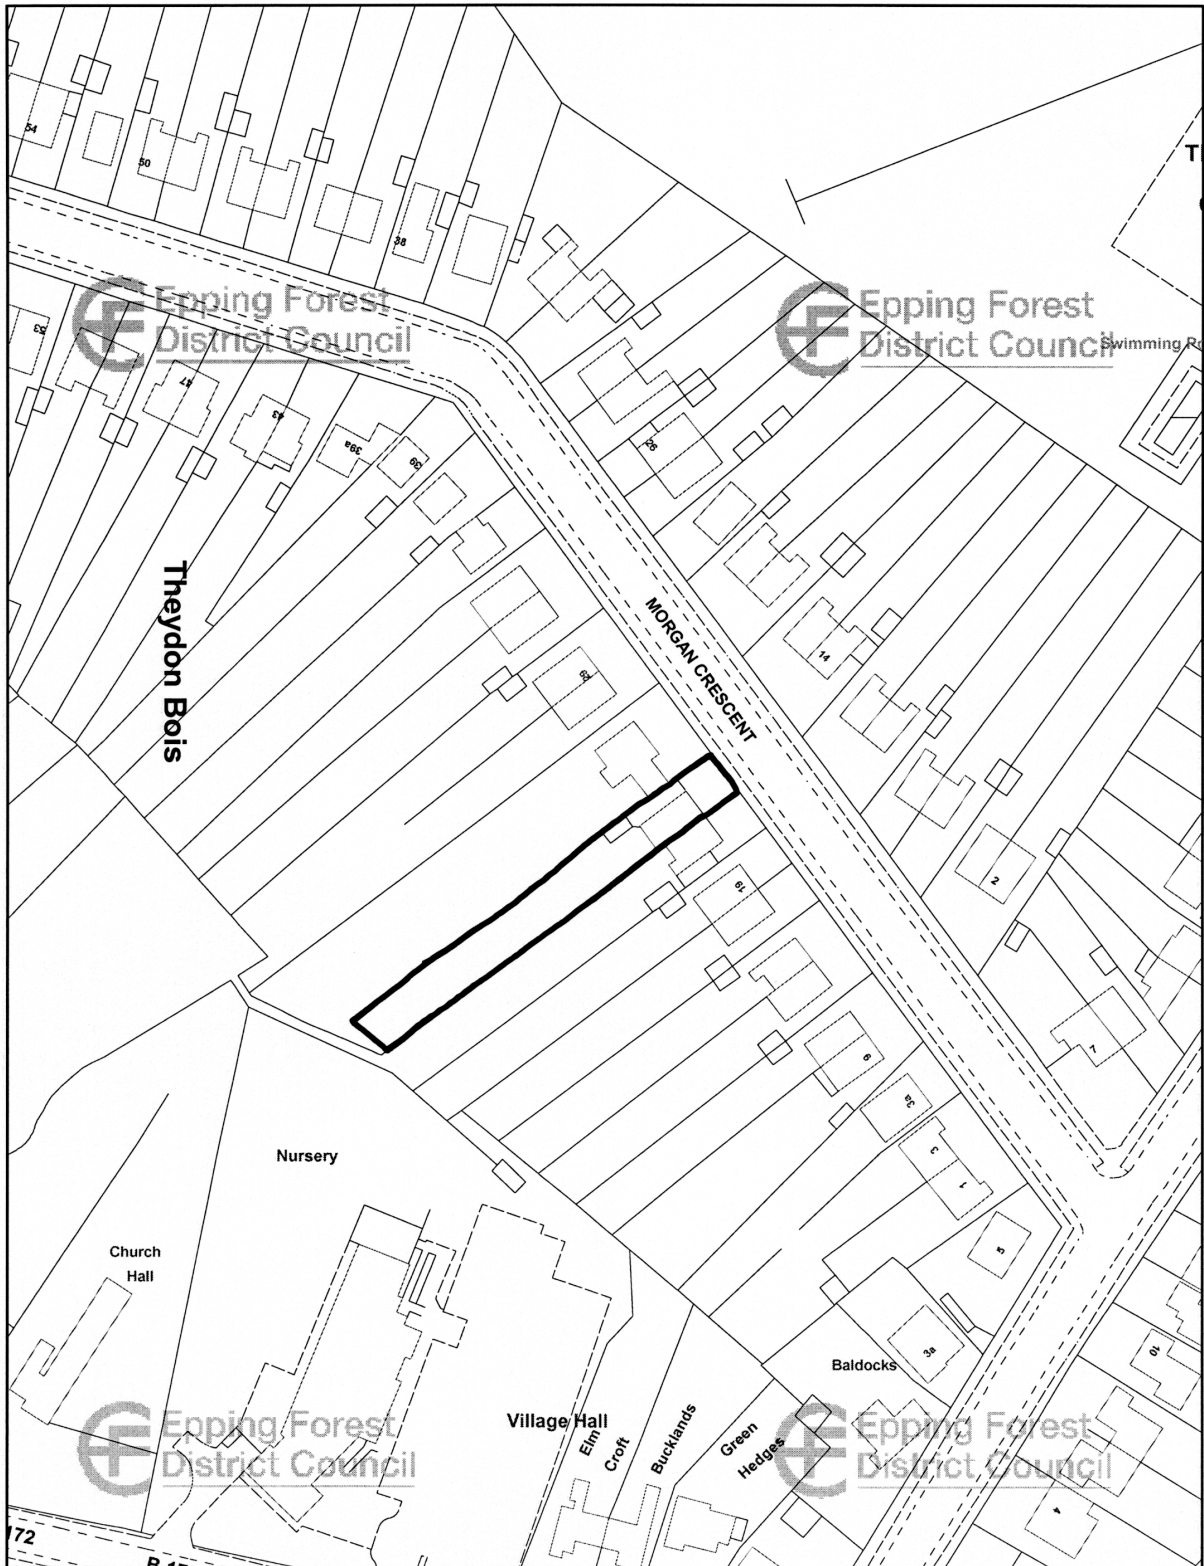 54
50
38
T
Epping Forest
District Council
Epping Forest
District Council
Swimming
53
47
43
39a
39
26
Theydon Bois
MORGAN CRESCENT
14
29
19
2
7
9
3a
3
1
5
Nursery
Church
Hall
3a
Baldocks
10
Village Hall
Elm
Croft
Bucklands
Green
Hedges
Epping Forest
District Council
Epping Forest
District Council
4
172